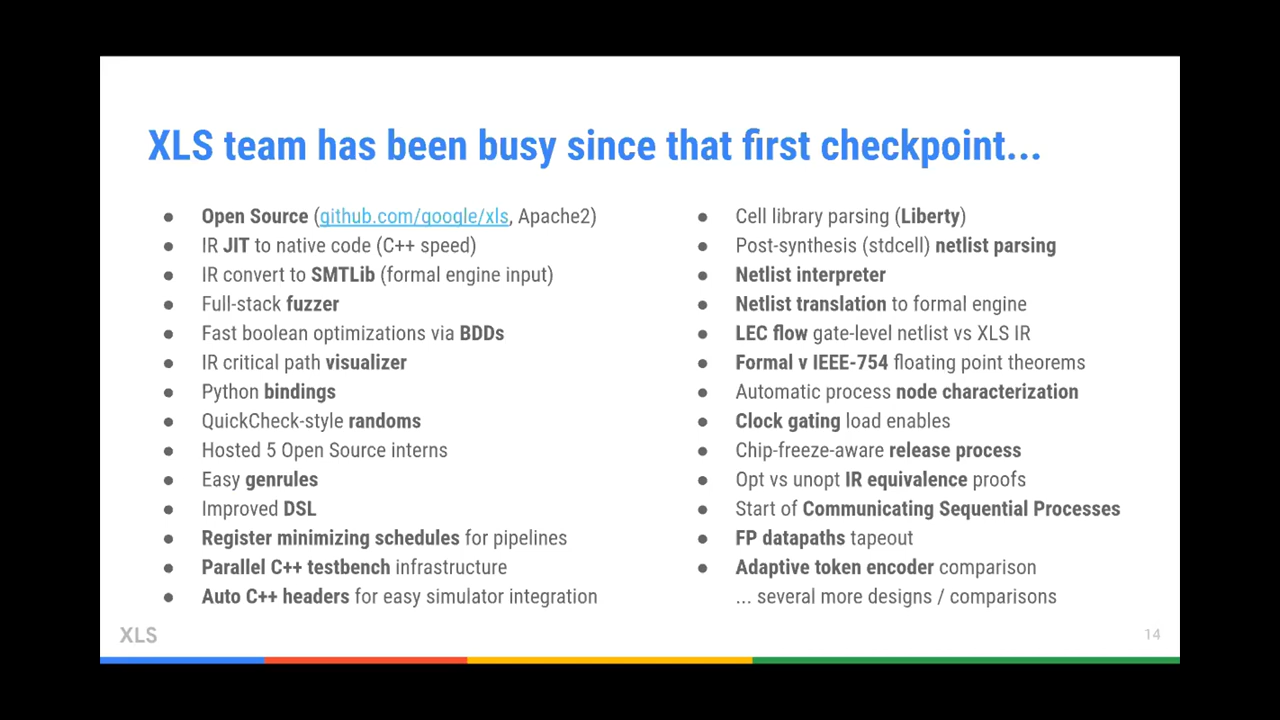 XLS team has been busy since that first checkpoint...
● Open Source (github.com/google/xls, Apache2)
● IR JIT to native code (C++ speed)
● IR convert to SMTLib (formal engine input)
● Full-stack fuzzer
● Fast boolean optimizations via BDDs
● IR critical path visualizer
● Python bindings
● QuickCheck-style randoms
● Hosted 5 Open Source interns
● Easy genrules
● Improved DSL
● Register minimizing schedules for pipelines
● Parallel C++ testbench infrastructure
● Auto C++ headers for easy simulator integration
● Cell library parsing (Liberty)
● Post-synthesis (stdcell) netlist parsing
● Netlist interpreter
● Netlist translation to formal engine
● LEC flow gate-level netlist vs XLS IR
● Formal v IEEE-754 floating point theorems
● Automatic process node characterization
● Clock gating load enables
● Chip-freeze-aware release process
● Opt vs unopt IR equivalence proofs
● Start of Communicating Sequential Processes
● FP datapaths tapeout
● Adaptive token encoder comparison
... several more designs / comparisons
XLS
14